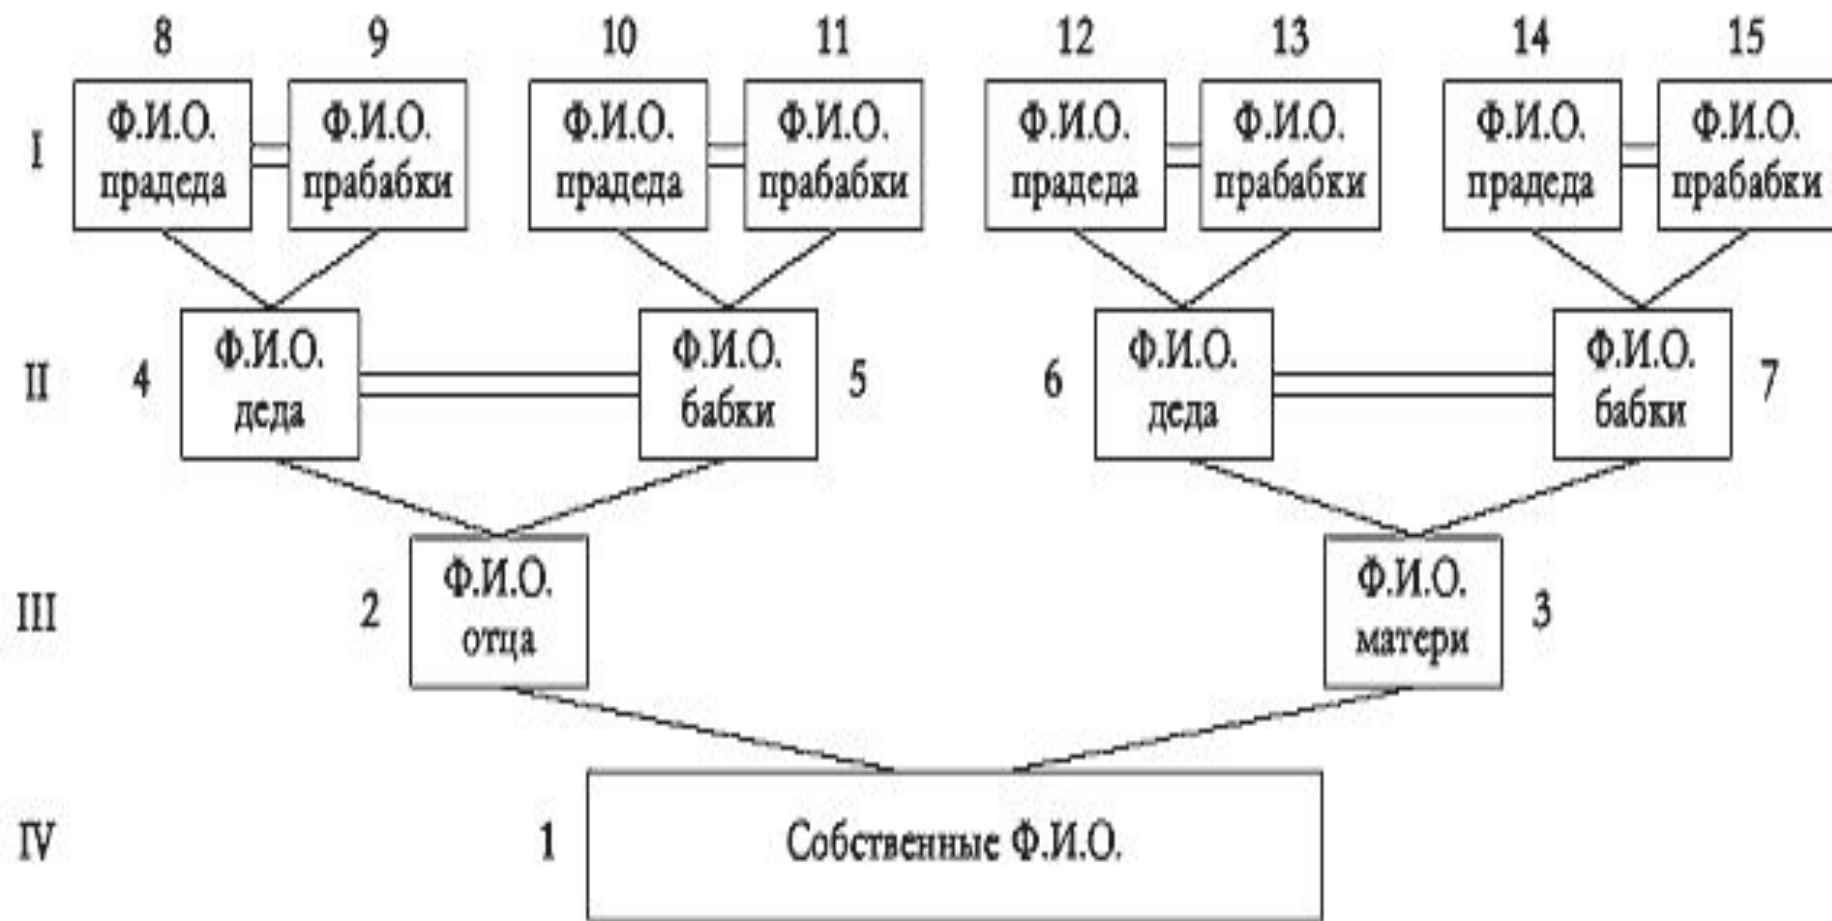 8 9 10 11 12 13 14 15
I
Ф.И.О. прадеда
Ф.И.О. прабабки
Ф.И.О. прадеда
Ф.И.О. прабабки
Ф.И.О. прадеда
Ф.И.О. прабабки
Ф.И.О. прадеда
Ф.И.О. прабабки
II
4
Ф.И.О.
деда
Ф.И.О.
бабки
5
6
Ф.И.О.
деда
Ф.И.О.
бабки
7
III
2
Ф.И.О.
отца
Ф.И.О.
матери
3
IV
1
Собственные Ф.И.О.